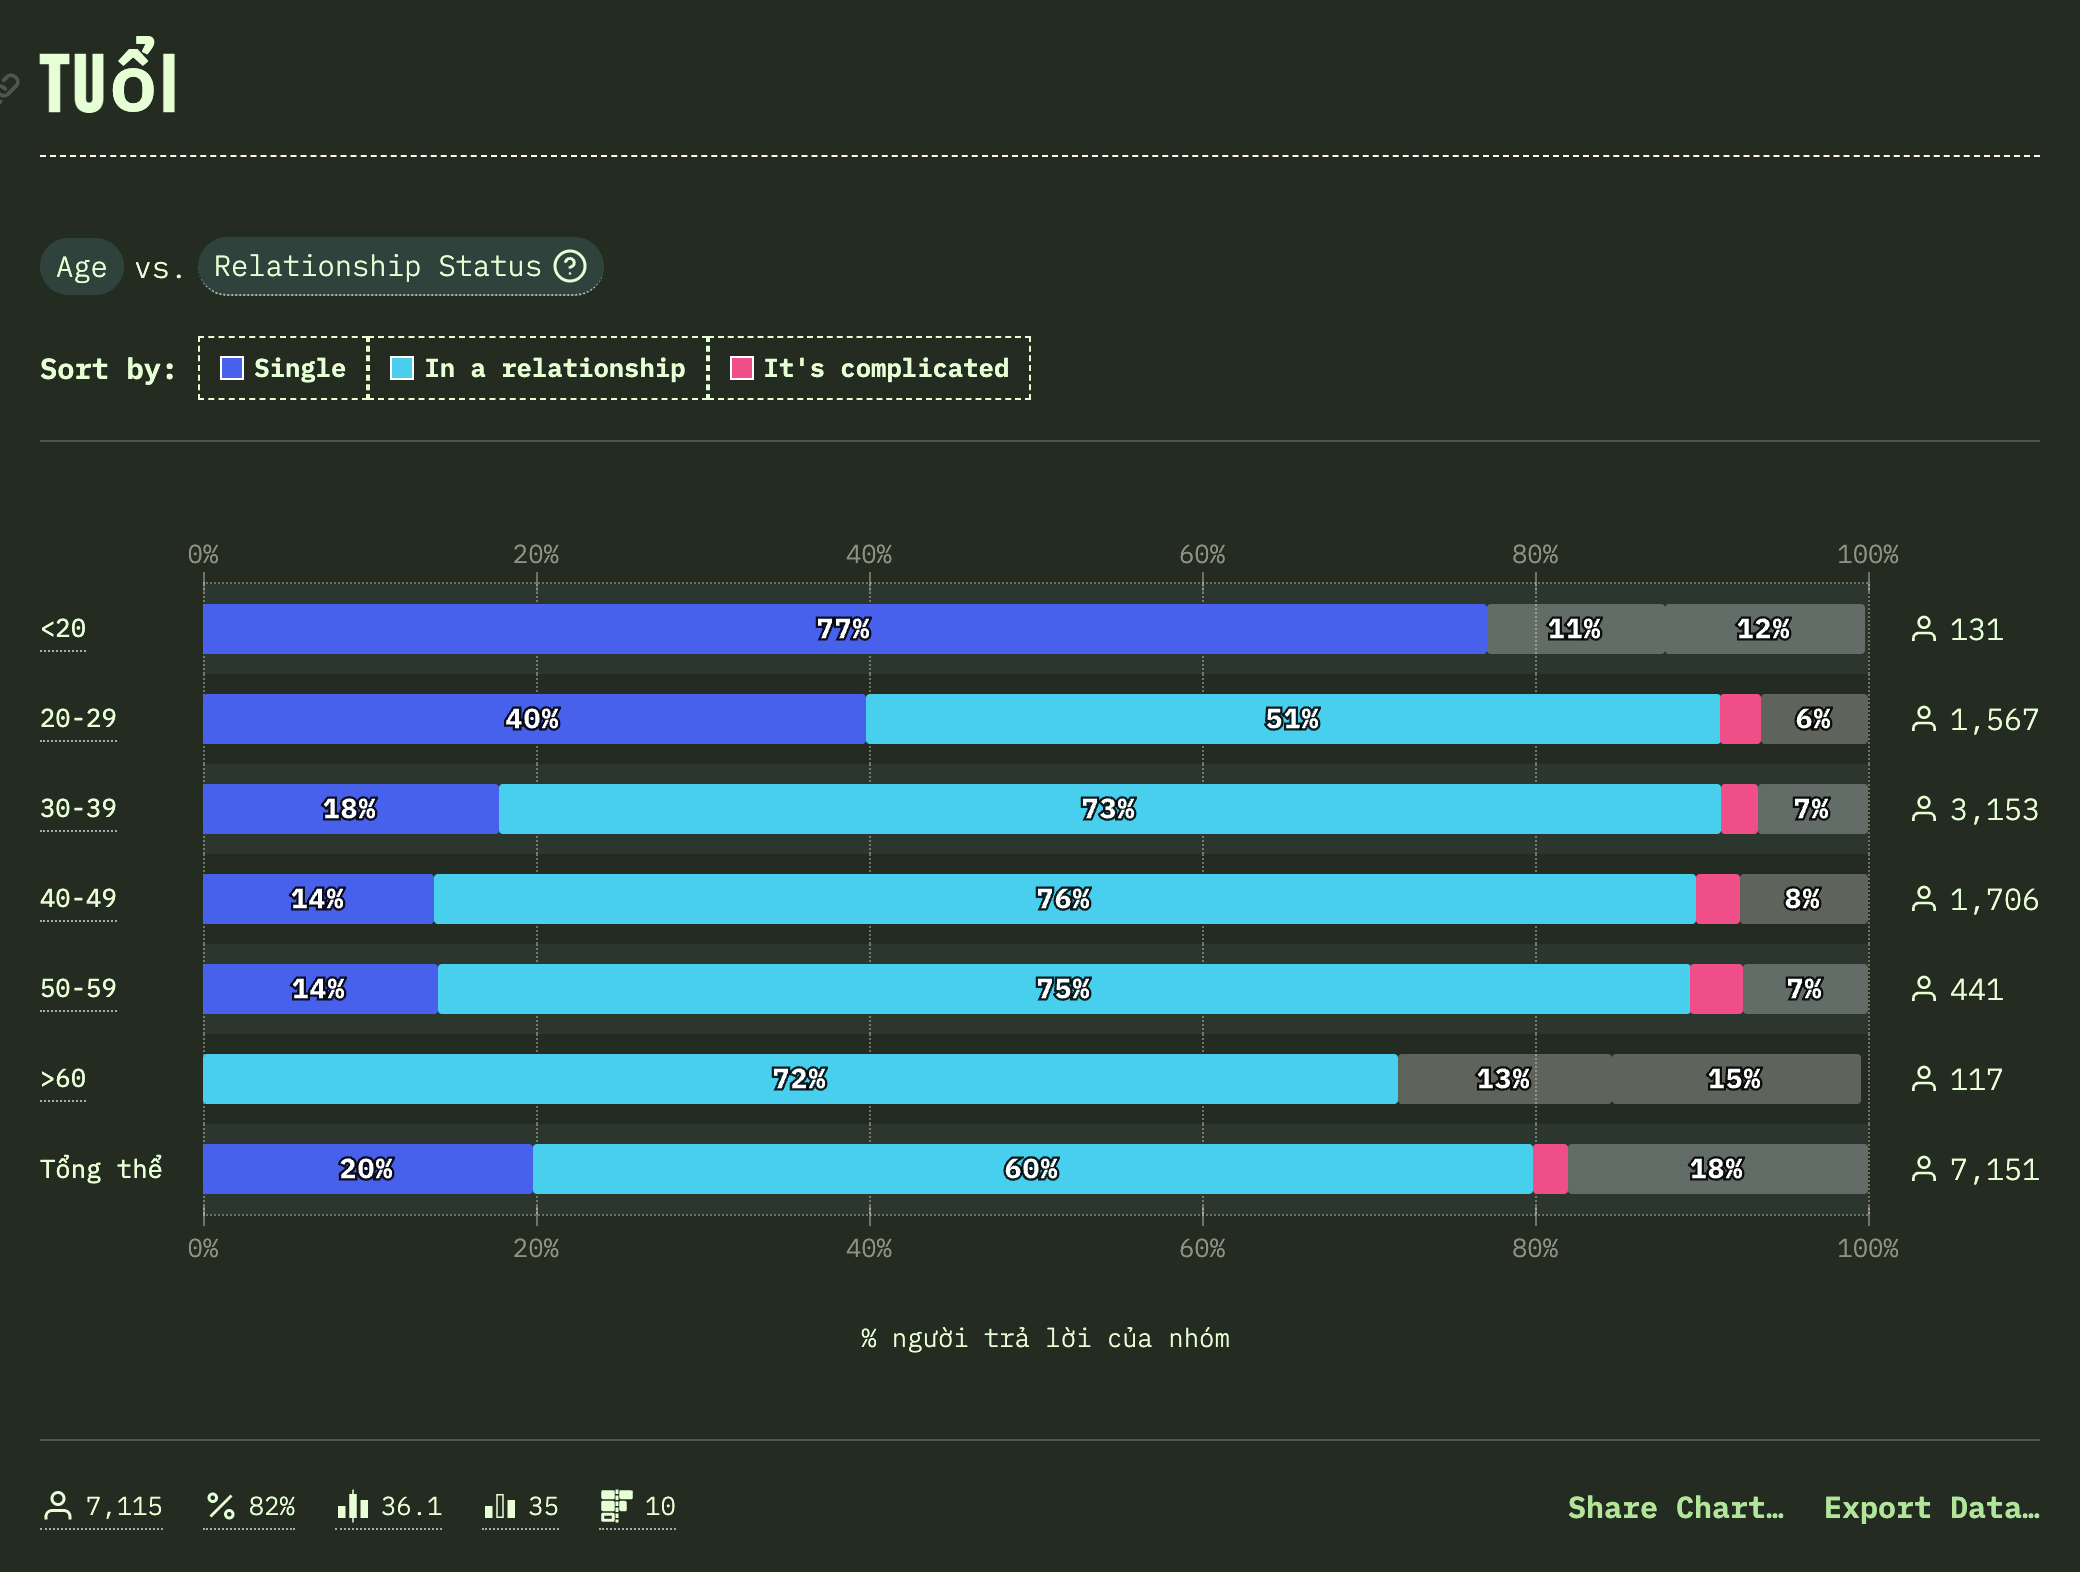 TUổI
Age vs. Relationship Status
Sort by: Single In a relationship It's complicated
0% 20% 40% 60% 80% 100%
<20 77% 11% 12% 131
20-29 40% 51% 6% 1,567
30-39 18% 73% 7% 3,153
40-49 14% 76% 8% 1,706
50-59 14% 75% 7% 441
>60 72% 13% 15% 117
Tổng thể 20% 60% 18% 7,151
0% 20% 40% 60% 80% 100%
% người trả lời của nhóm
7,115 82% 36.1 35 10 Share Chart… Export Data…